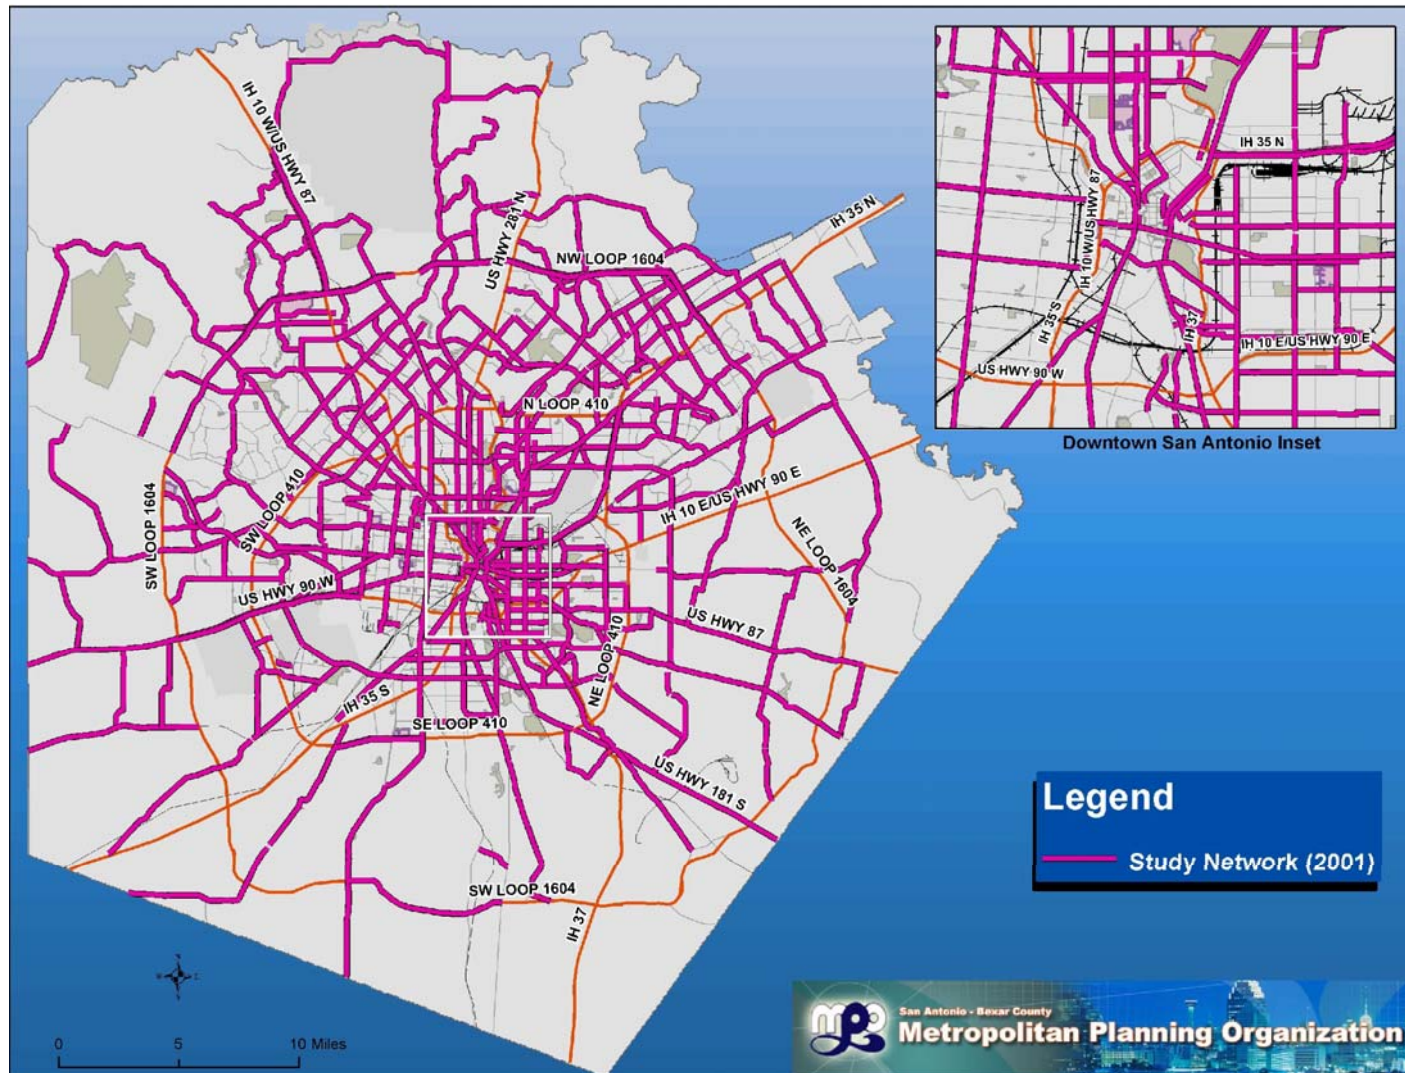 IH 10 W/US HWY 87
US HWY 281 N
IH 35 N
NW LOOP 1604
N LOOP 410
SW LOOP 1604
SW LOOP 410
IH 10 E/US HWY 90 E
NE LOOP 1604
US HWY 90 W
US HWY 87
NE LOOP 410
IH 35 S
SE LOOP 410
US HWY 181 S
SW LOOP 1604
IH 37
IH 35 N
IH 10 W/US HWY 87
IH 35 S
IH 37
IH 10 E/US HWY 90 E
US HWY 90 W
Downtown San Antonio Inset
Legend
Study Network (2001)
N
0 5 10 Miles
mpo
San Antonio - Bexar County
Metropolitan Planning Organization